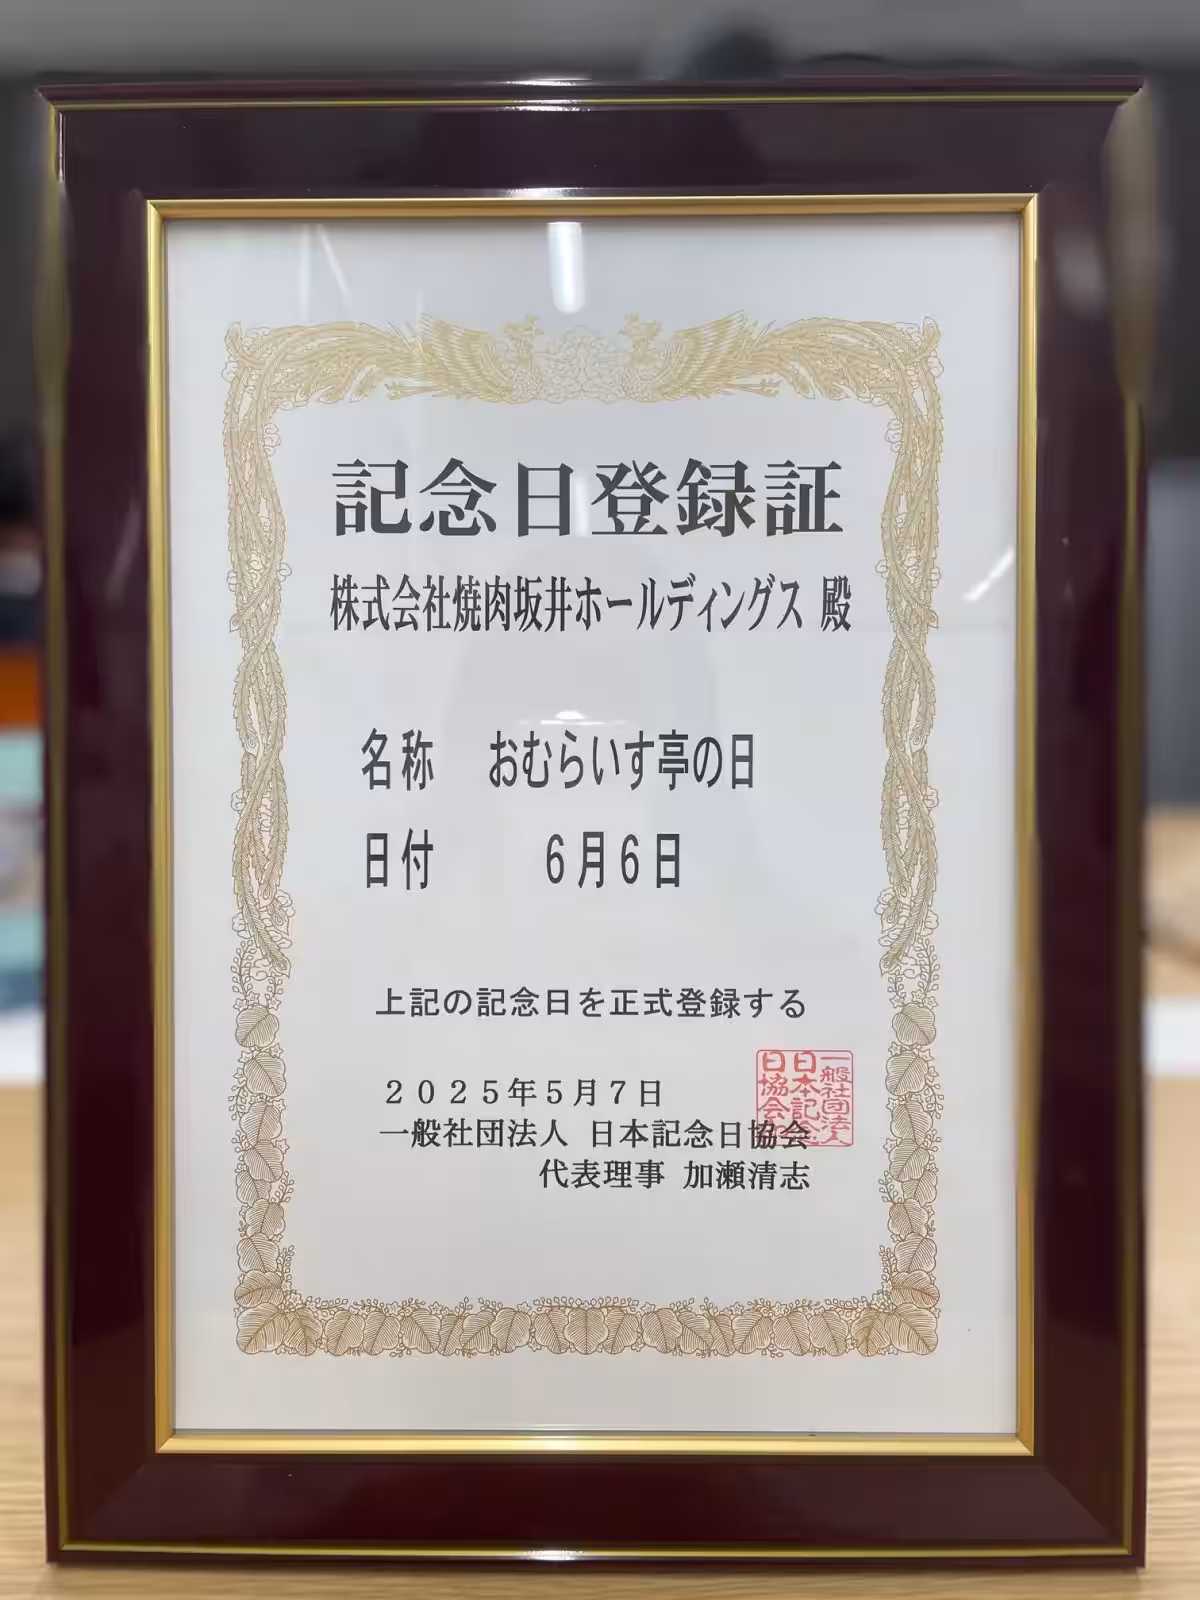 記念日登録証
株式会社焼肉坂井ホールディングス 殿
名称 おむらいす亭の日
日付 6月6日
上記の記念日を正式登録する
2025年5月7日
一般社団法人 日本記念日協会
代表理事 加瀬清志
一般社団法人
日本記念
日協会